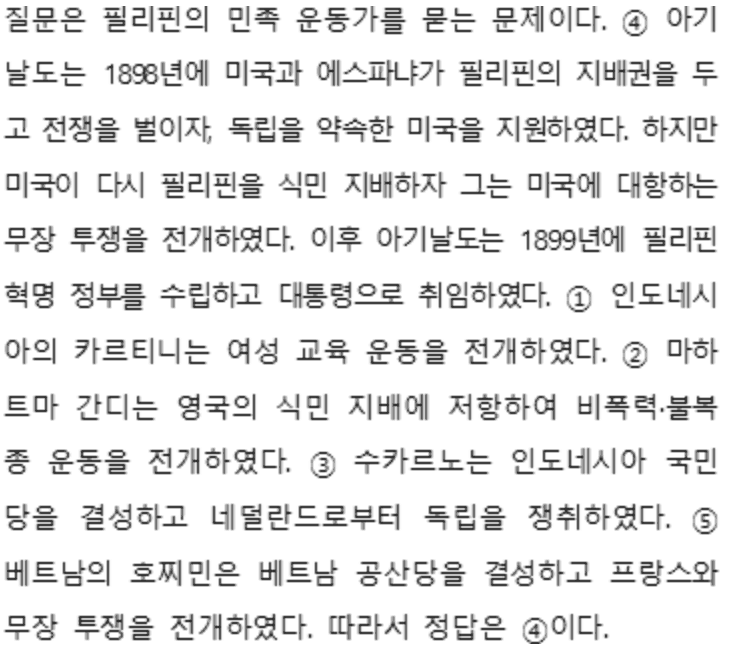 질문은 필리핀의 민족 운동가를 묻는 문제이다. ④ 아기
날도는 1898년에 미국과 에스파냐가 필리핀의 지배권을 두
고 전쟁을 벌이자, 독립을 약속한 미국을 지원하였다. 하지만
미국이 다시 필리핀을 식민 지배하자 그는 미국에 대항하는
무장 투쟁을 전개하였다. 이후 아기날도는 1899년에 필리핀
혁명 정부를 수립하고 대통령으로 취임하였다. ① 인도네시
아의 카르티니는 여성 교육 운동을 전개하였다. ② 마하
트마 간디는 영국의 식민 지배에 저항하여 비폭력·불복
종 운동을 전개하였다. ③ 수카르노는 인도네시아 국민
당을 결성하고 네덜란드로부터 독립을 쟁취하였다. ⑤
베트남의 호찌민은 베트남 공산당을 결성하고 프랑스와
무장 투쟁을 전개하였다. 따라서 정답은 ④이다.